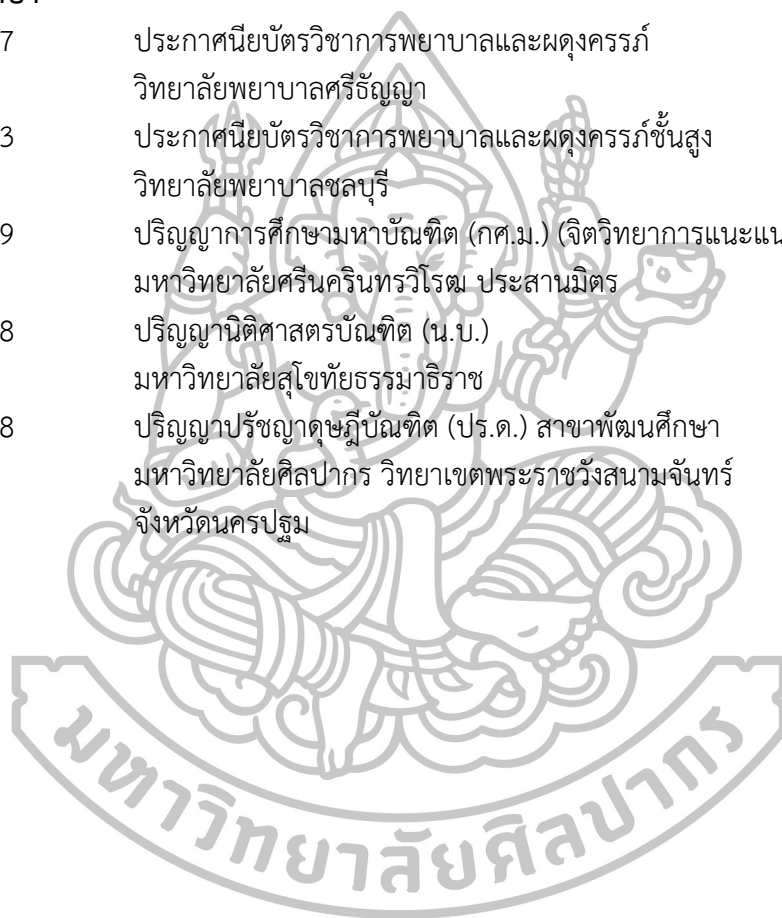 7 ประกาศนียบัตรวิชาการพยาบาลและผดุงครรภ์
วิทยาลัยพยาบาลศรีธัญญา
3 ประกาศนียบัตรวิชาการพยาบาลและผดุงครรภ์ชั้นสูง
วิทยาลัยพยาบาลชลบุรี
9 ปริญญาการศึกษามหาบัณฑิต (กศ.ม.) (จิตวิทยาการแนะแน
มหาวิทยาลัยศรีนครินทรวิโรฒ ประสานมิตร
8 ปริญญานิติศาสตรบัณฑิต (น.บ.)
มหาวิทยาลัยสุโขทัยธรรมาธิราช
8 ปริญญาปรัชญาดุษฎีบัณฑิต (ปร.ด.) สาขาพัฒนศึกษา
มหาวิทยาลัยศิลปากร วิทยาเขตพระราชวังสนามจันทร์
จังหวัดนครปฐม
มหาวิทยาลัยศิลปากร